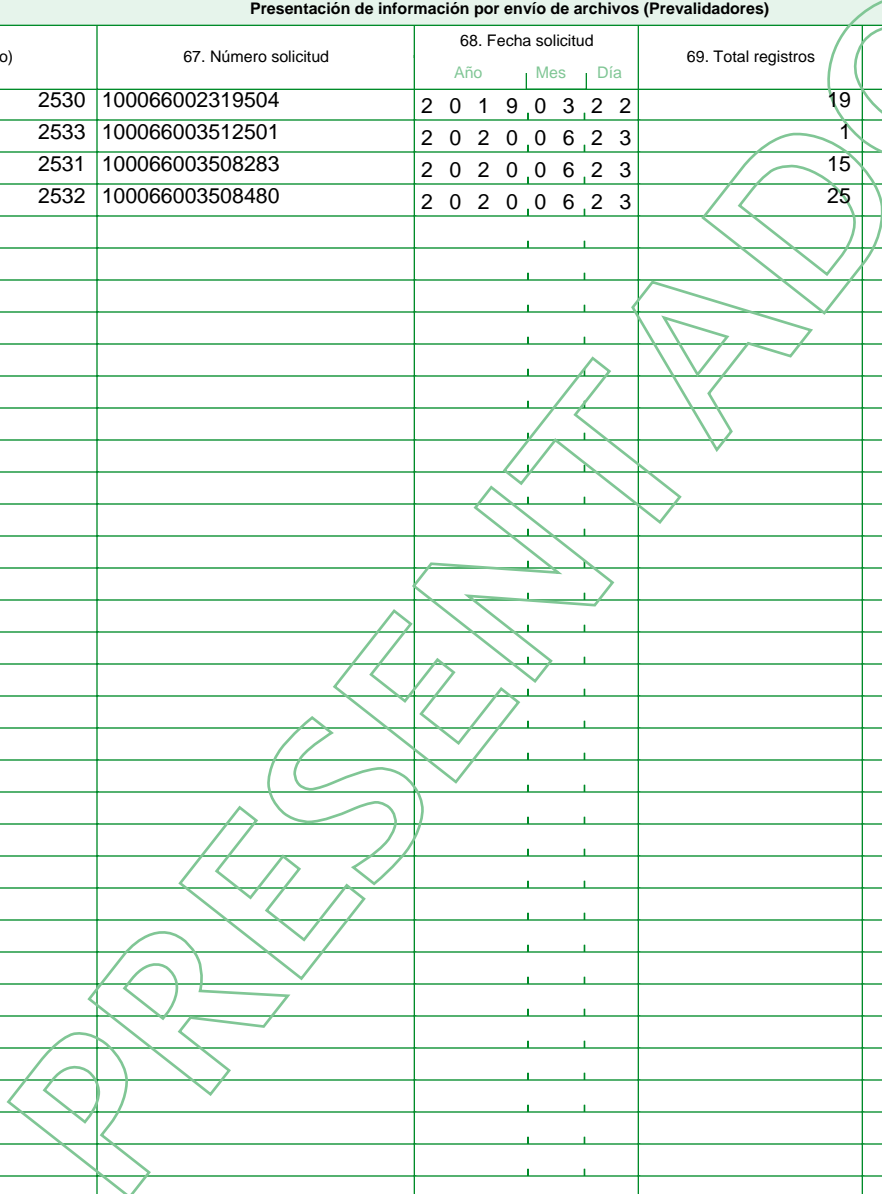 Presentación de información por envío de archivos (Prevalidadores)
o) 67. Número solicitud 68. Fecha solicitud 69. Total registros
Año Mes Día
2530 100066002319504 2 0 1 9 0 3 2 2 19
2533 100066003512501 2 0 2 0 0 6 2 3 1
2531 100066003508283 2 0 2 0 0 6 2 3 15
2532 100066003508480 2 0 2 0 0 6 2 3 25
PRESENTADO